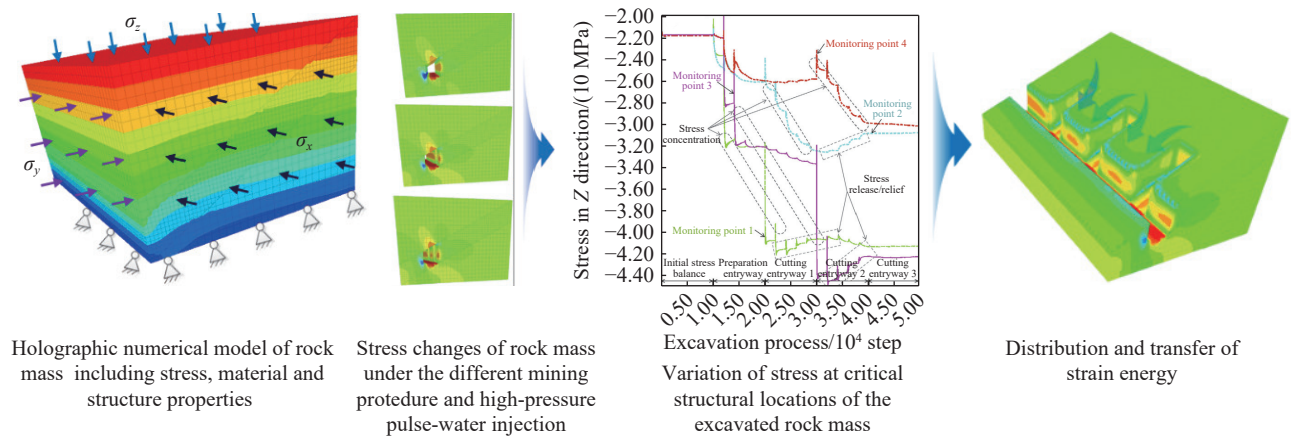 σz
σx
σy
Stress in Z direction/(10 MPa)
−2.00
−2.20
−2.40
−2.60
−2.80
−3.00
−3.20
−3.40
−3.60
−3.80
−4.00
−4.20
−4.40
Monitoring point 4
Monitoring
point 3
Monitoring
point 2
Stress
concentration
Stress
release/relief
Monitoring point 1
Initial stress
balance
Preparation
entryway
Cutting
entryway 1
Cutting
entryway 2
Cutting
entryway 3
0.50
1.00
1.50
2.00
2.50
3.00
3.50
4.00
4.50
5.00
Excavation process/10⁴ step
Holographic numerical model of rock
mass including stress, material and
structure properties
Stress changes of rock mass
under the different mining
protedure and high-pressure
pulse-water injection
Variation of stress at critical
structural locations of the
excavated rock mass
Distribution and transfer of
strain energy